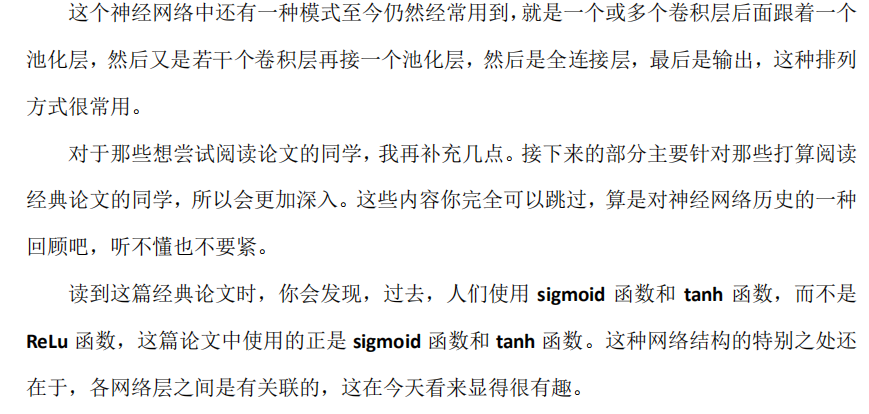 这个神经网络中还有一种模式至今仍然经常用到，就是一个或多个卷积层后面跟着一个
池化层，然后又是若干个卷积层再接一个池化层，然后是全连接层，最后是输出，这种排列
方式很常用。
对于那些想尝试阅读论文的同学，我再补充几点。接下来的部分主要针对那些打算阅读
经典论文的同学，所以会更加深入。这些内容你完全可以跳过，算是对神经网络历史的一种
回顾吧，听不懂也不要紧。
读到这篇经典论文时，你会发现，过去，人们使用 sigmoid 函数和 tanh 函数，而不是
ReLu 函数，这篇论文中使用的正是 sigmoid 函数和 tanh 函数。这种网络结构的特别之处还
在于，各网络层之间是有关联的，这在今天看来显得很有趣。